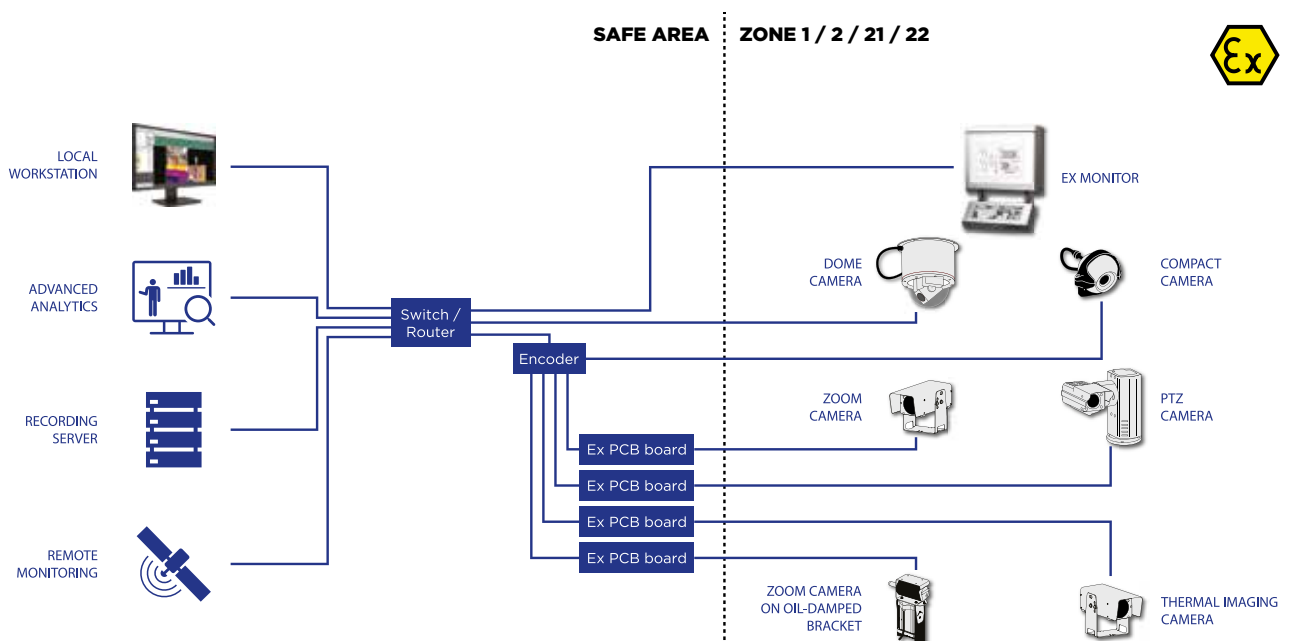 SAFE AREA
ZONE 1 / 2 / 21 / 22
Ex
LOCAL
WORKSTATION
EX MONITOR
DOME
CAMERA
COMPACT
CAMERA
ADVANCED
ANALYTICS
Switch /
Router
Encoder
ZOOM
CAMERA
PTZ
CAMERA
RECORDING
SERVER
Ex PCB board
Ex PCB board
Ex PCB board
Ex PCB board
REMOTE
MONITORING
ZOOM CAMERA
ON OIL-DAMPED
BRACKET
THERMAL IMAGING
CAMERA